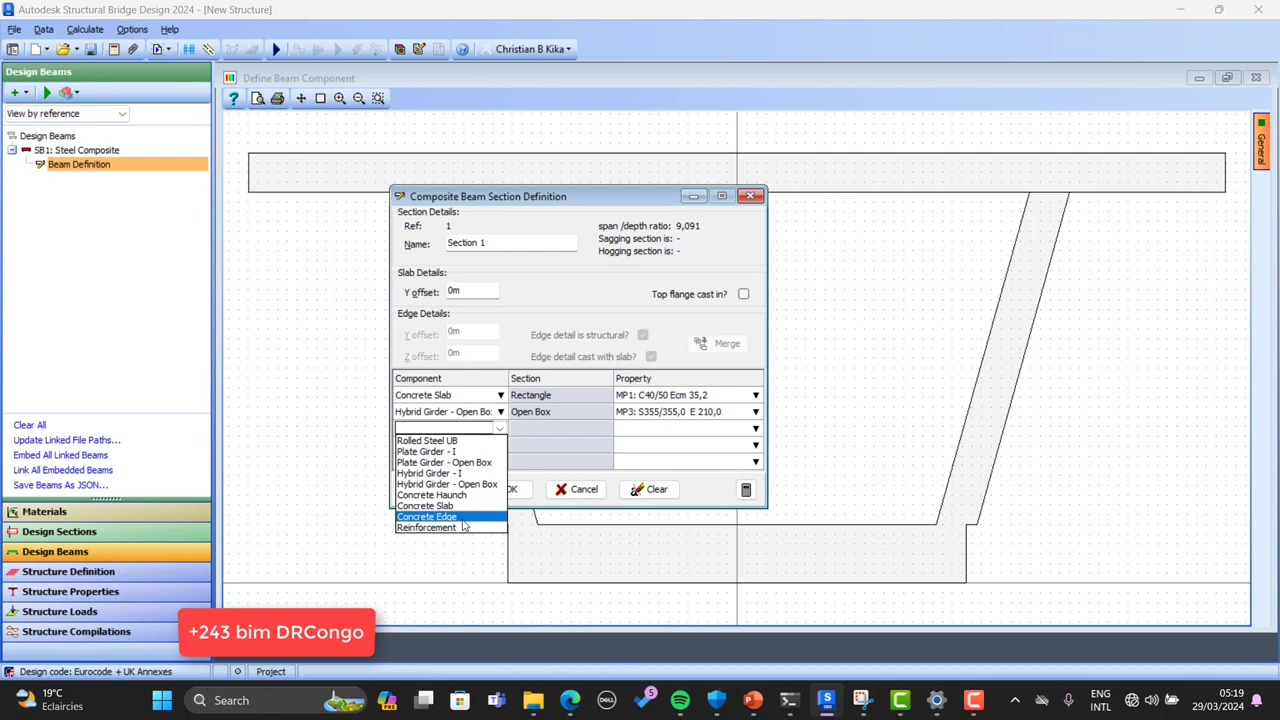 Autodesk Structural Bridge Design 2024 - [New Structure]
File Data Calculate Options Help
Christian B Kika
Design Beams
View by reference
Design Beams
SB1: Steel Composite
Beam Definition
Clear All
Update Linked File Paths...
Embed All Linked Beams
Link All Embedded Beams
Save Beams As JSON...
Materials
Design Sections
Design Beams
Structure Definition
Structure Properties
Structure Loads
Structure Compilations
Design code: Eurocode + UK Annexes
Define Beam Component
General
Composite Beam Section Definition
Section Details:
Ref: 1
span /depth ratio: 9,091
Sagging section is: -
Name: Section 1
Hogging section is: -
Slab Details:
Y offset: 0m
Top flange cast in?
Edge Details:
Y offset: 0m
Edge detail is structural?
Merge
Z offset: 0m
Edge detail cast with slab?
Component Section Property
Concrete Slab Rectangle MP1: C40/50 Ecm 35,2
Hybrid Girder - Open Box Open Box MP3: S355/355,0 E 210,0
Rolled Steel UB
Plate Girder - I
Plate Girder - Open Box
Hybrid Girder - I
Hybrid Girder - Open Box
Concrete Haunch
Concrete Slab
Concrete Edge
Reinforcement
OK Cancel Clear
Project
+243 bim DRCongo
19°C
Eclaircies
Search
PRE
DELL
5
ENG
INTL
05:19
29/03/2024